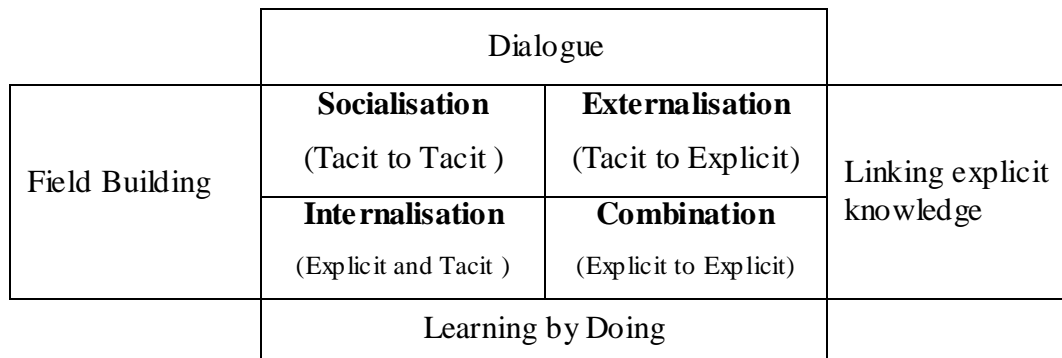 Dialogue
Socialisation
(Tacit to Tacit )
Externalisation
(Tacit to Explicit)
Field Building
Linking explicit
knowledge
Internalisation
(Explicit and Tacit )
Combination
(Explicit to Explicit)
Learning by Doing